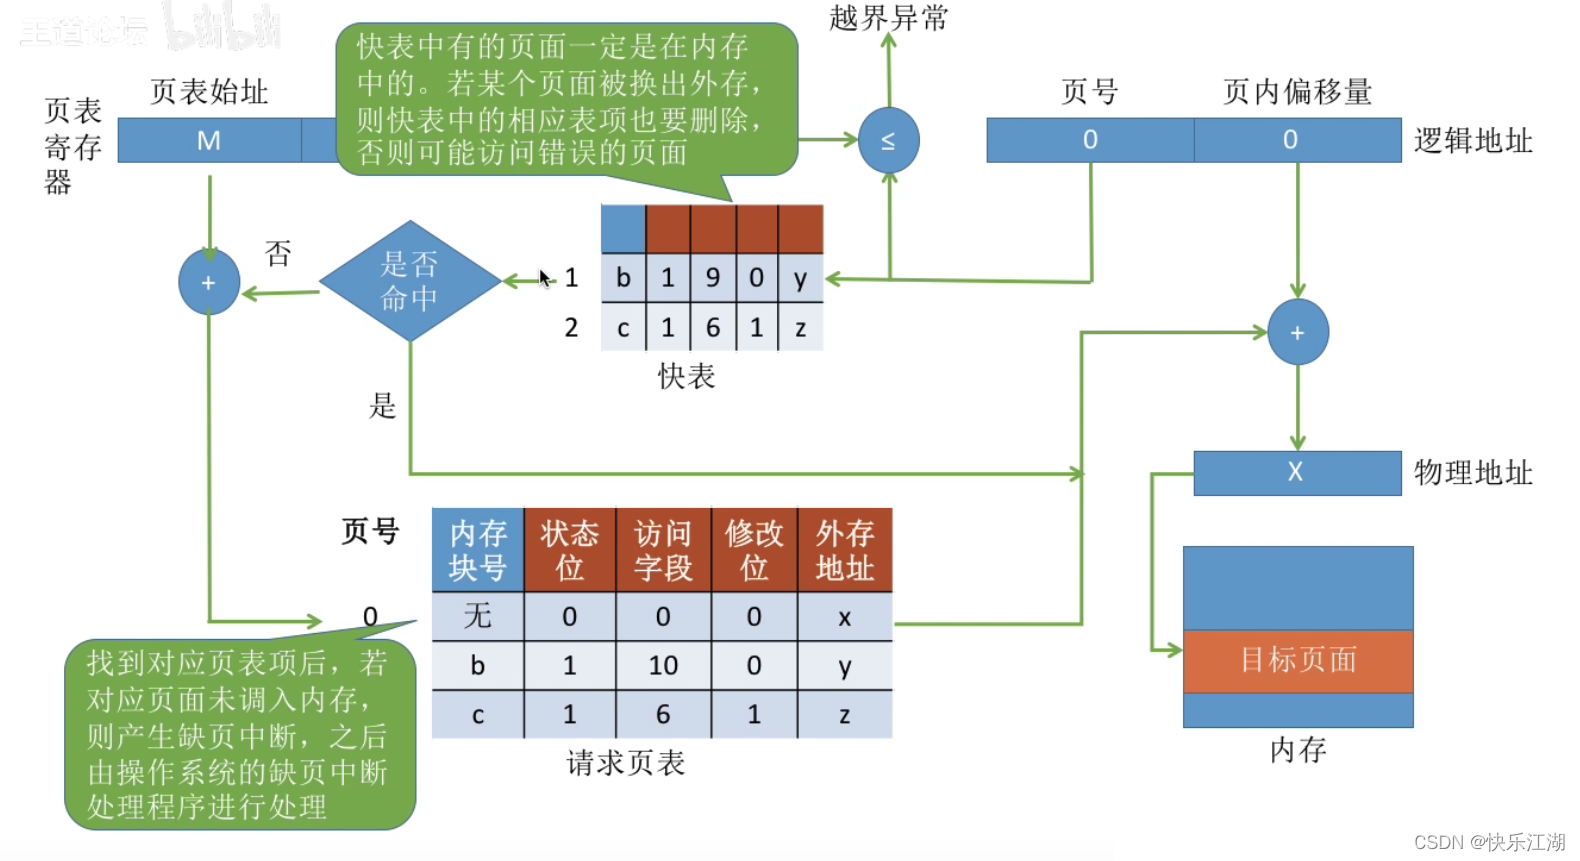 王道论坛 bilibili
越界异常
快表中有的页面一定是在内存
中的。若某个页面被换出外存，
则快表中的相应表项也要删除，
否则可能访问错误的页面
页表始址
页表
寄存
器
M
≤
页号
页内偏移量
0
0
逻辑地址
否
是否
命中
+
1
b
1
9
0
y
2
c
1
6
1
z
快表
+
是
X
物理地址
页号
内存
块号
状态
位
访问
字段
修改
位
外存
地址
0
无
0
0
0
x
b
1
10
0
y
c
1
6
1
z
请求页表
找到对应页表项后，若
对应页面未调入内存，
则产生缺页中断，之后
由操作系统的缺页中断
处理程序进行处理
目标页面
内存
CSDN @快乐江湖